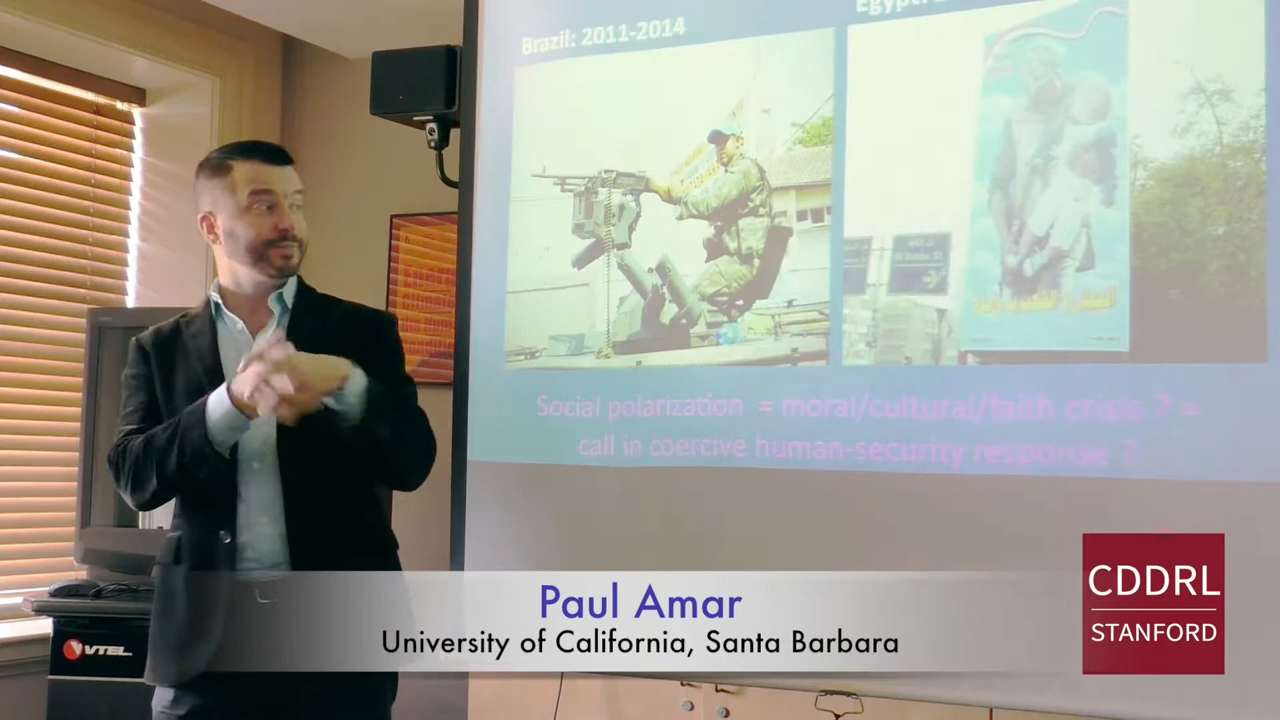 Brazil: 2011-2014
Egypt:
Social polarization = moral/cultural/faith crisis ? =
call in coercive human-security response ?
Paul Amar
University of California, Santa Barbara
CDDRL
STANFORD
VTEL